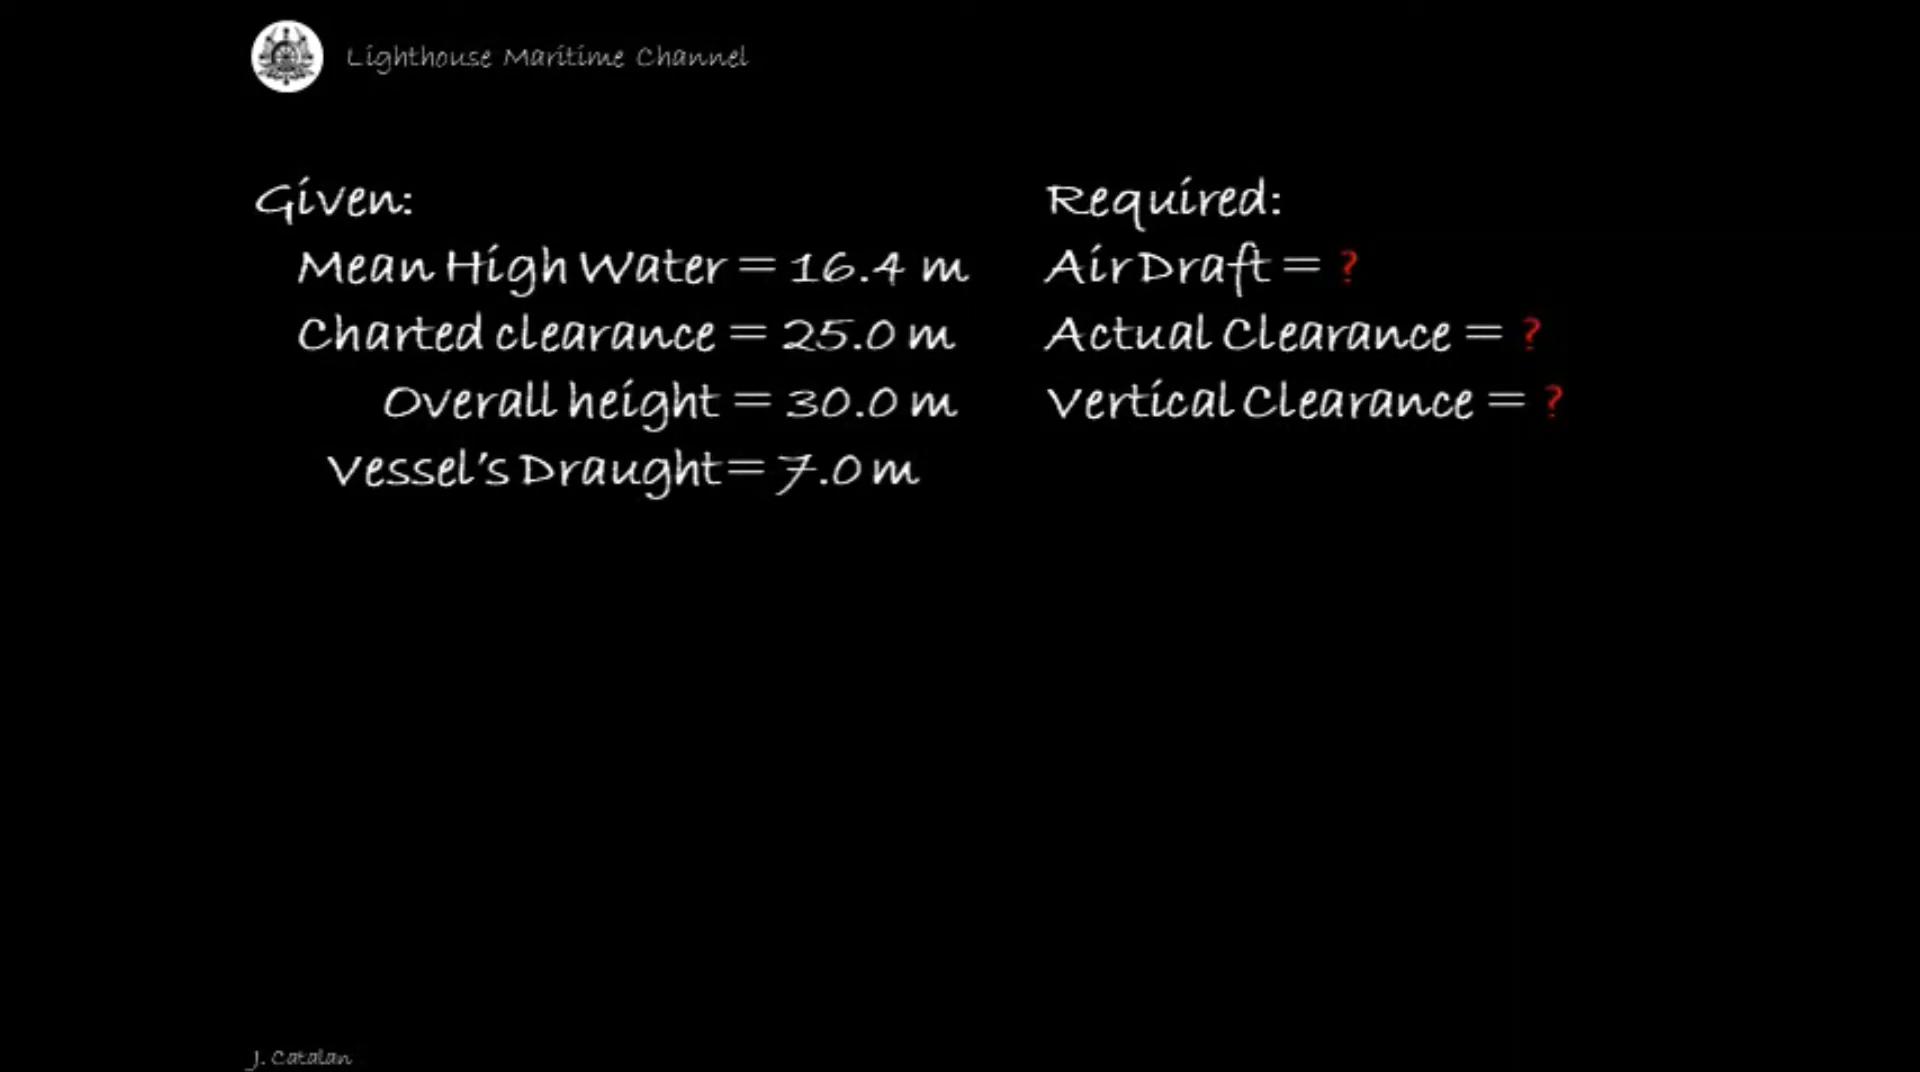 Lighthouse Maritime Channel
Given:
Mean High Water = 16.4 m
Charted clearance = 25.0 m
Overall height = 30.0 m
Vessel's Draught= 7.0 m
Required:
Air Draft = ?
Actual Clearance = ?
Vertical Clearance = ?
J. Catalan